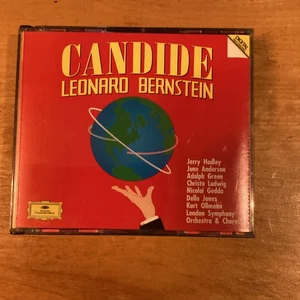 CANDIDE
LEONARD BERNSTEIN
Jerry Hadley
June Anderson
Adolph Green
Christa Ludwig
Nicolai Gedda
Della Jones
Kurt Ollmann
London Symphony
Orchestra & Chorus